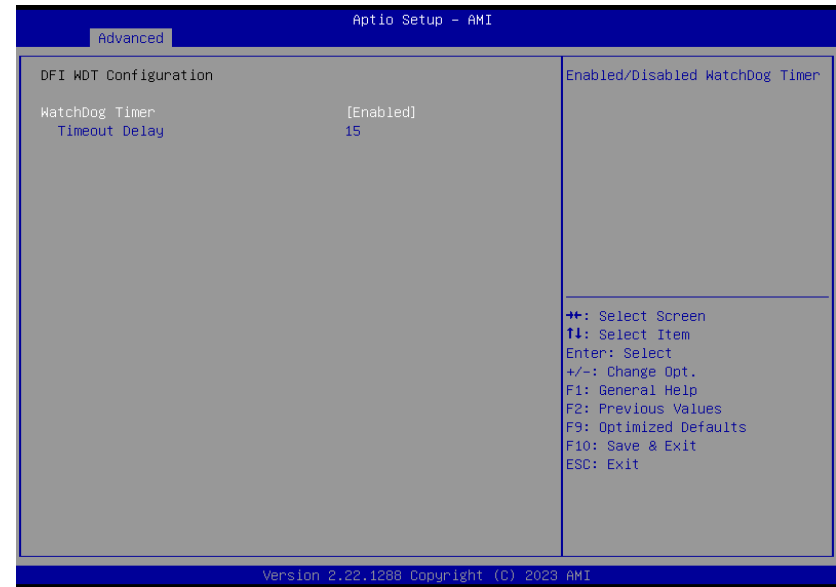 Aptio Setup – AMI
Advanced
DFI WDT Configuration
WatchDog Timer [Enabled]
Timeout Delay 15
Enabled/Disabled WatchDog Timer
→←: Select Screen
↑↓: Select Item
Enter: Select
+/-: Change Opt.
F1: General Help
F2: Previous Values
F9: Optimized Defaults
F10: Save & Exit
ESC: Exit
Version 2.22.1288 Copyright (C) 2023 AMI